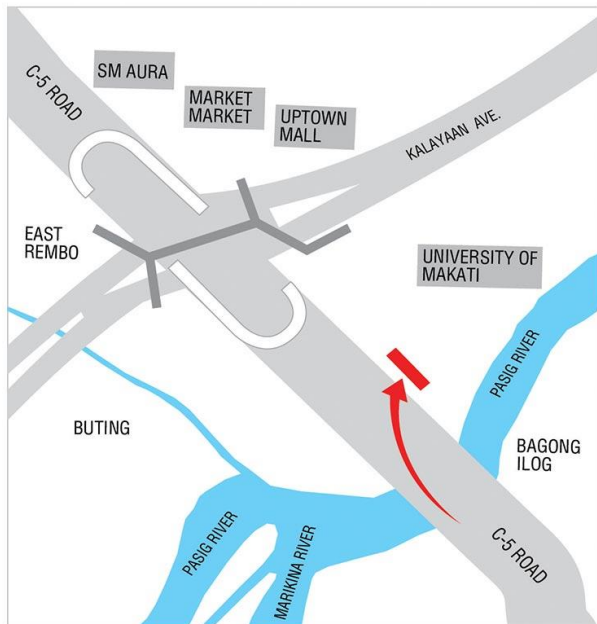 C-5 ROAD
SM AURA
MARKET
MARKET
UPTOWN
MALL
KALAYAAN AVE.
EAST
REMBO
UNIVERSITY OF
MAKATI
PASIG RIVER
BUTING
BAGONG
ILOG
PASIG RIVER
MARIKINA RIVER
C-5 ROAD